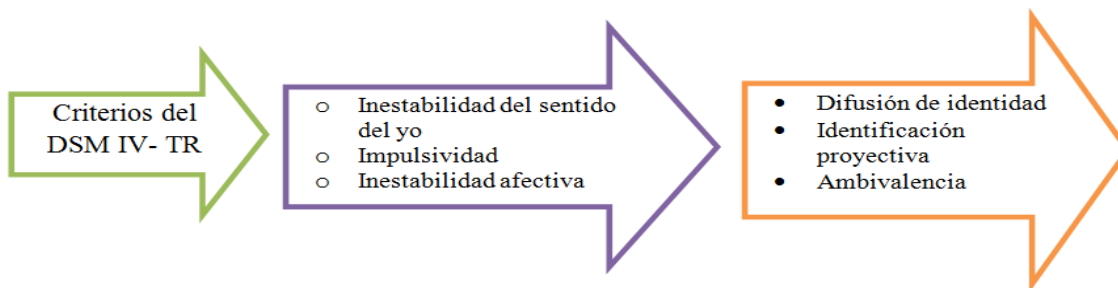 Criterios del
DSM IV- TR
o Inestabilidad del sentido
del yo
o Impulsividad
o Inestabilidad afectiva
• Difusión de identidad
• Identificación
proyectiva
• Ambivalencia